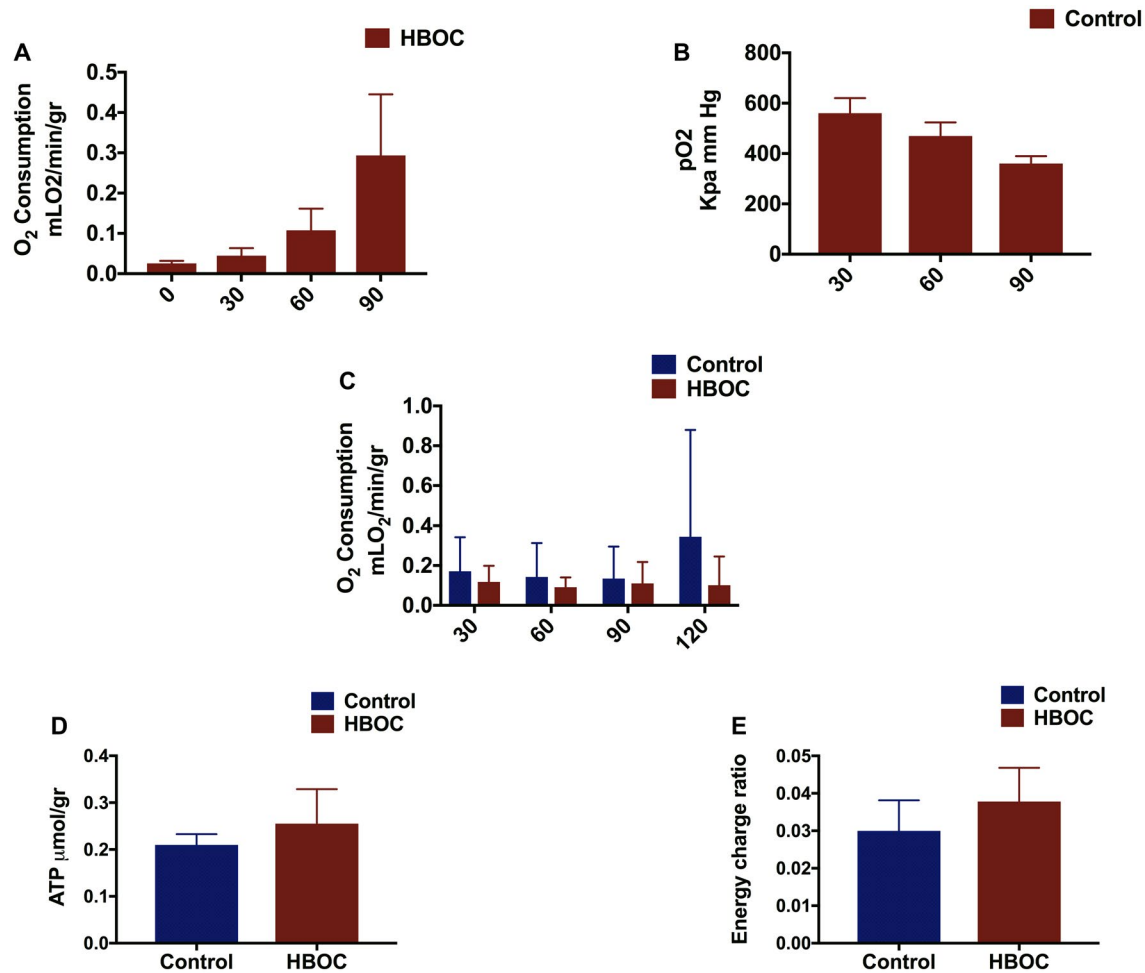 A
HBOC
O₂ Consumption
mLO2/min/gr
0.5
0.4
0.3
0.2
0.1
0.0
0
30
60
90
B
Control
pO2
Kpa mm Hg
800
600
400
200
0
30
60
90
C
Control
HBOC
O₂ Consumption
mLO₂/min/gr
1.0
0.8
0.6
0.4
0.2
0.0
30
60
90
120
D
Control
HBOC
ATP μmol/gr
0.4
0.3
0.2
0.1
0.0
Control
HBOC
E
Control
HBOC
Energy charge ratio
0.05
0.04
0.03
0.02
0.01
0.00
Control
HBOC